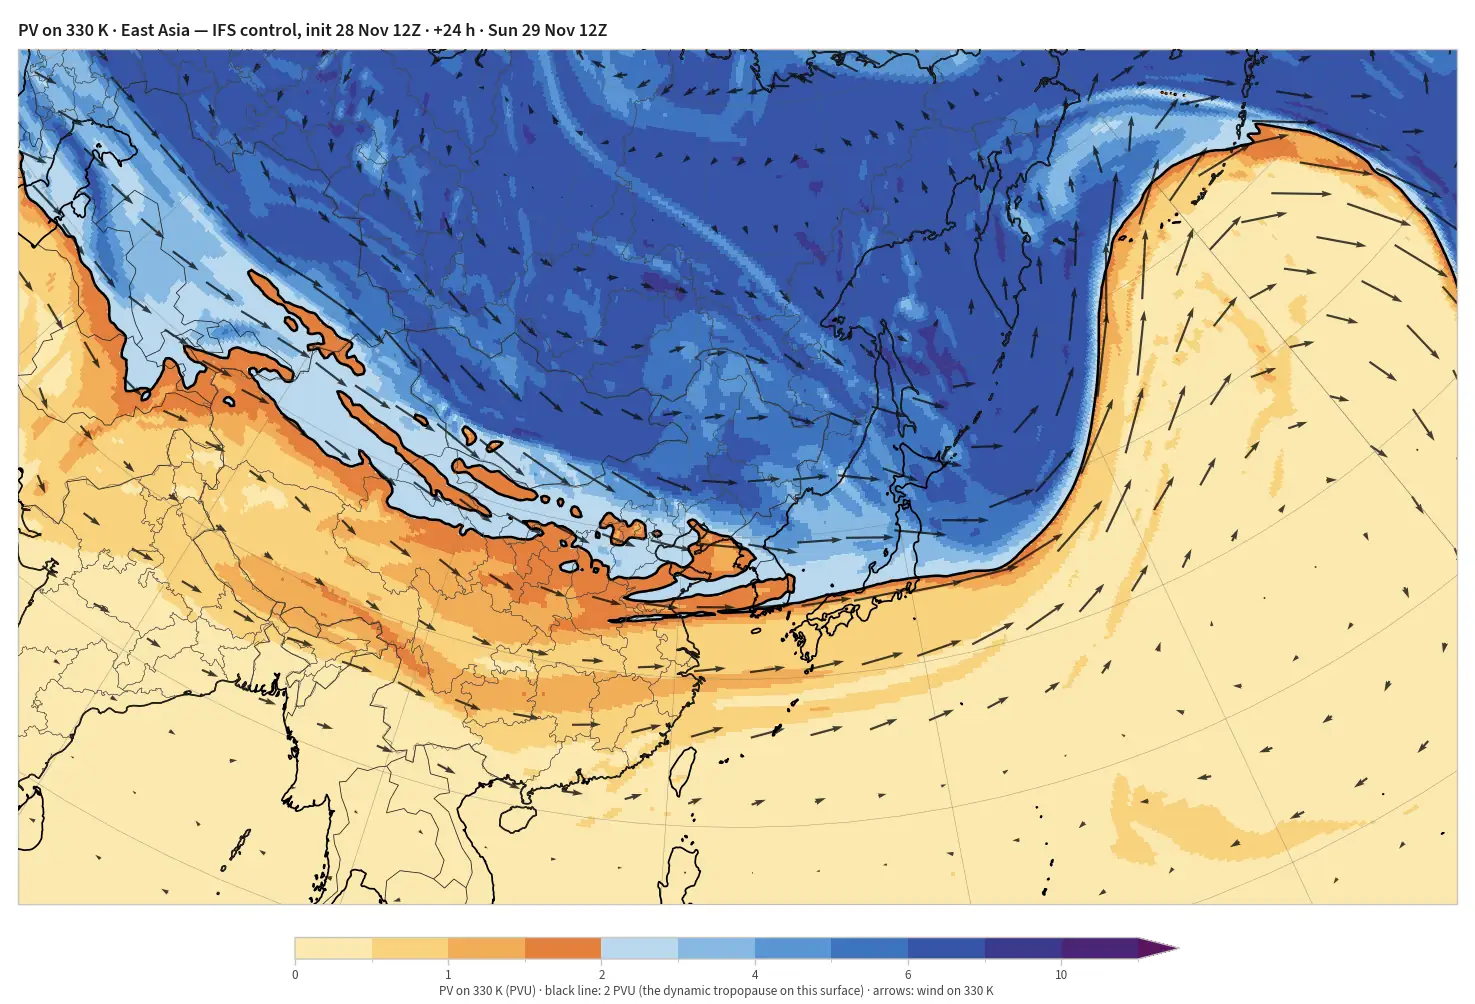 PV on 330 K · East Asia — IFS control, init 28 Nov 12Z · +24 h · Sun 29 Nov 12Z
0 1 2 4 6 10
PV on 330 K (PVU) · black line: 2 PVU (the dynamic tropopause on this surface) · arrows: wind on 330 K